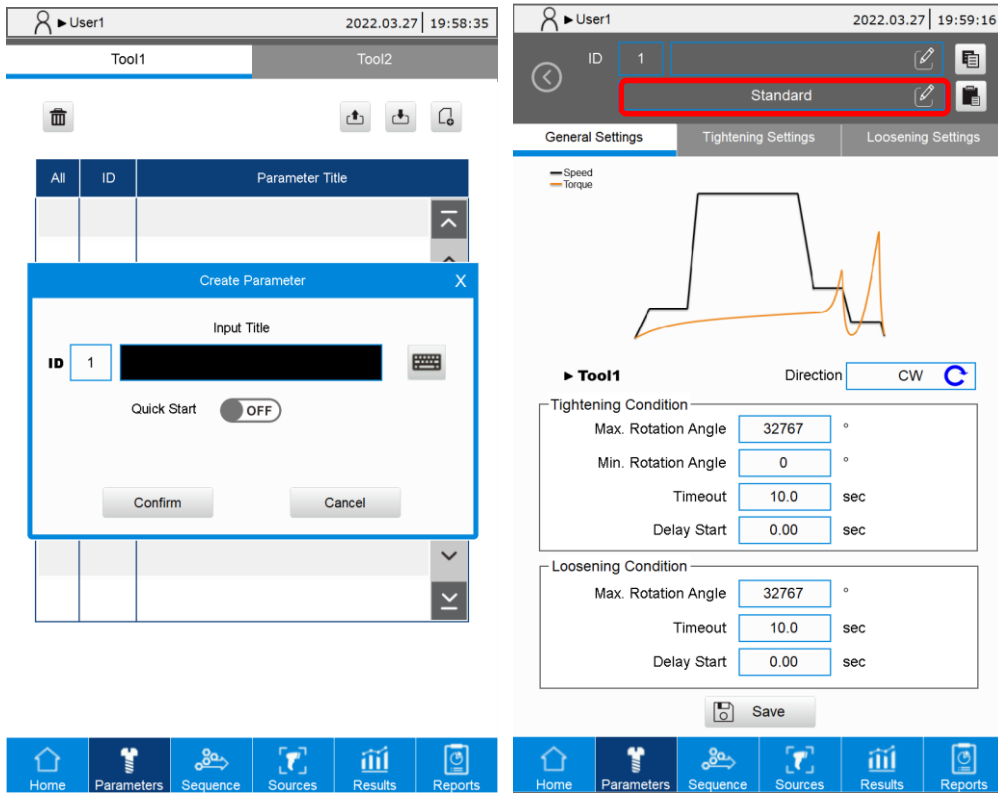 User1 2022.03.27 19:58:35
Tool1 Tool2
All ID Parameter Title
Create Parameter X
Input Title
ID 1
Quick Start OFF
Confirm Cancel
Home Parameters Sequence Sources Results Reports
User1 2022.03.27 19:59:16
ID 1
Standard
General Settings Tightening Settings Loosening Settings
Speed
Torque
Tool1 Direction CW
Tightening Condition
Max. Rotation Angle 32767 °
Min. Rotation Angle 0 °
Timeout 10.0 sec
Delay Start 0.00 sec
Loosening Condition
Max. Rotation Angle 32767 °
Timeout 10.0 sec
Delay Start 0.00 sec
Save
Home Parameters Sequence Sources Results Reports